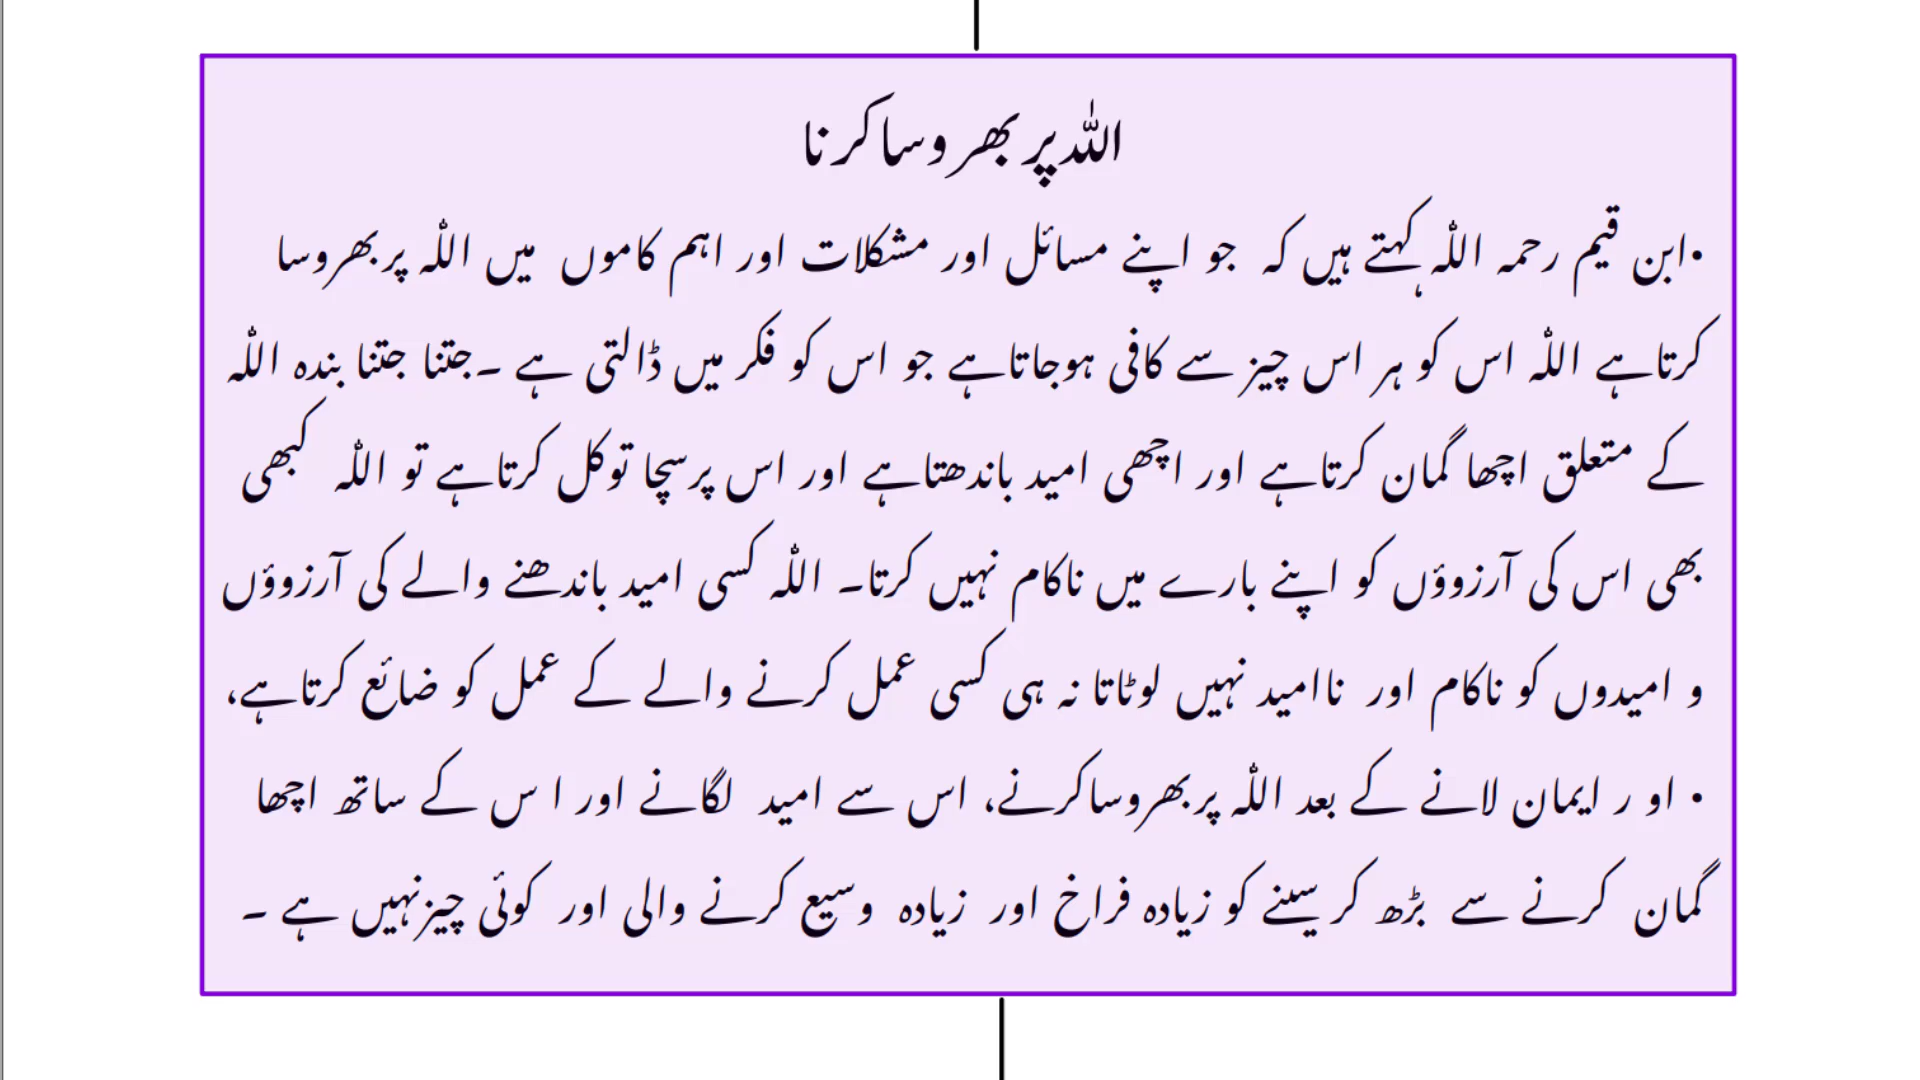 اللہ پر بھروسا کرنا
•ابن قیم رحمہ اللہ کہتے ہیں کہ جو اپنے مسائل اور مشکلات اور اہم کاموں میں اللہ پر بھروسا
کرتا ہے اللہ اس کو ہر اس چیز سے کافی ہوجاتا ہے جو اس کو فکر میں ڈالتی ہے ۔جتنا جتنا بندہ اللہ
کے متعلق اچھا گمان کرتا ہے اور اچھی امید باندھتا ہے اور اس پر سچا توکل کرتا ہے تو اللہ کبھی
بھی اس کی آرزوؤں کو اپنے بارے میں ناکام نہیں کرتا۔ اللہ کسی امید باندھنے والے کی آرزوؤں
و امیدوں کو ناکام اور ناامید نہیں لوٹاتا نہ ہی کسی عمل کرنے والے کے عمل کو ضائع کرتا ہے،
• او ر ایمان لانے کے بعد اللہ پر بھروسا کرنے، اس سے امید لگانے اور ا س کے ساتھ اچھا
گمان کرنے سے بڑھ کر سینے کو زیادہ فراخ اور زیادہ وسیع کرنے والی اور کوئی چیز نہیں ہے ۔